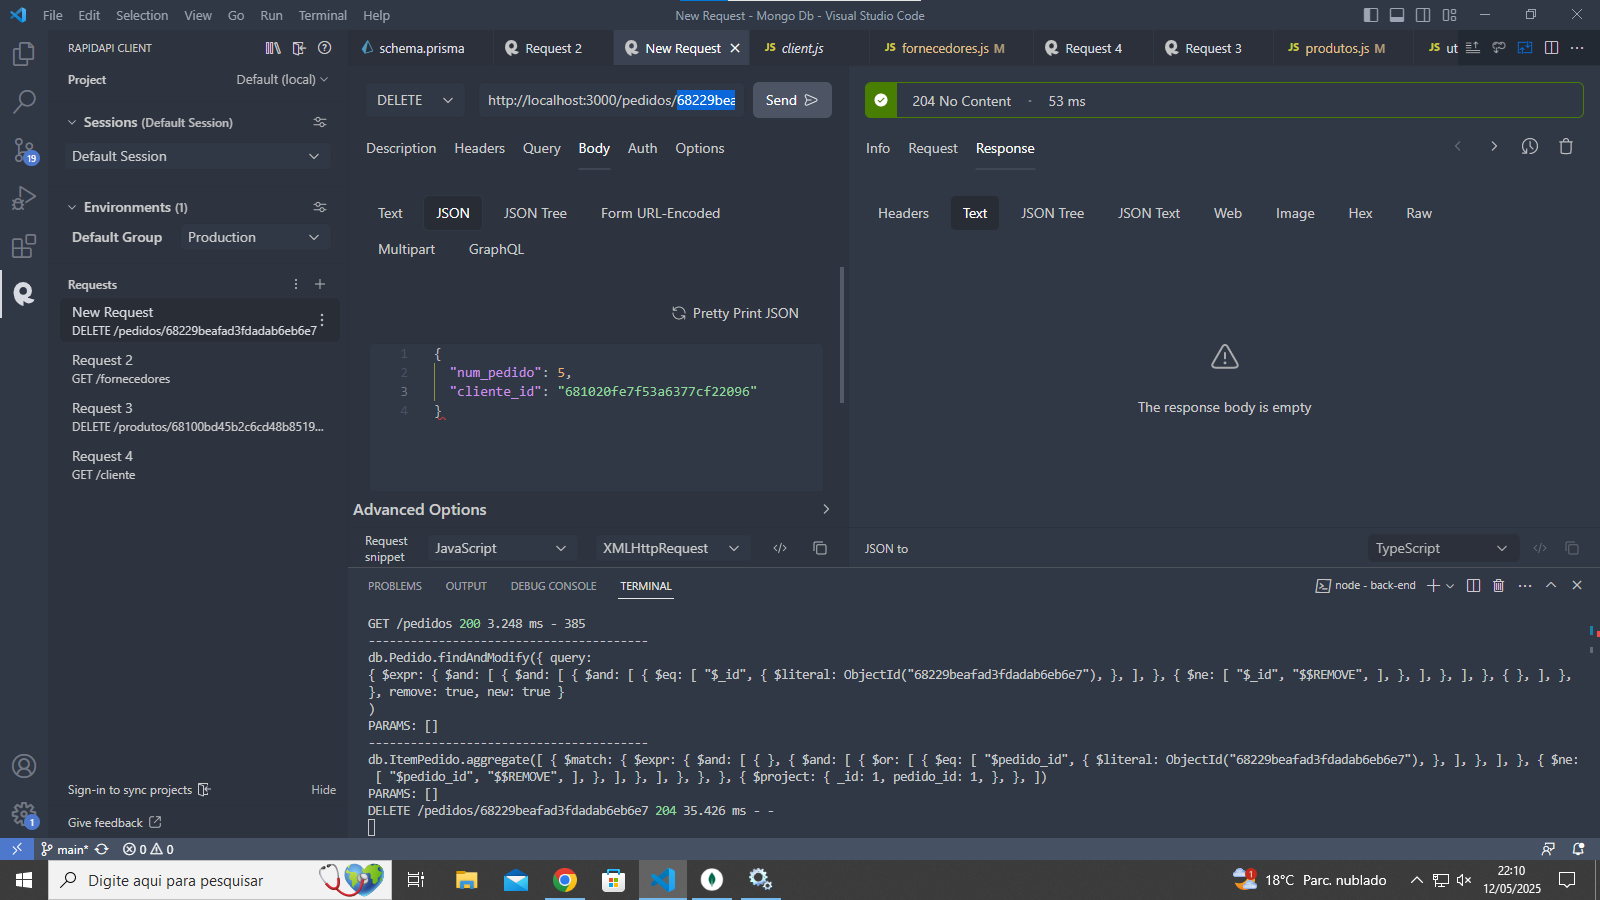 File Edit Selection View Go Run Terminal Help
New Request - Mongo Db - Visual Studio Code
RAPIDAPI CLIENT
schema.prisma
Request 2
New Request
JS client.js
JS fornecedores.js M
Request 4
Request 3
JS produtos.js M
JS ut
Project
Default (local)
Sessions (Default Session)
Default Session
Environments (1)
Default Group
Production
Requests
New Request
DELETE /pedidos/68229beafad3fdadab6eb6e7
Request 2
GET /fornecedores
Request 3
DELETE /produtos/68100bd45b2c6cd48b8519...
Request 4
GET /cliente
Sign-in to sync projects
Hide
Give feedback
19
1
DELETE
http://localhost:3000/pedidos/68229bea
Send
Description Headers Query Body Auth Options
Text JSON JSON Tree Form URL-Encoded
Multipart GraphQL
Pretty Print JSON
1 {
2 "num_pedido": 5,
3 "cliente_id": "681020fe7f53a6377cf22096"
4 }
Advanced Options
Request snippet
JavaScript
XMLHttpRequest
204 No Content - 53 ms
Info Request Response
Headers Text JSON Tree JSON Text Web Image Hex Raw
The response body is empty
JSON to
TypeScript
PROBLEMS OUTPUT DEBUG CONSOLE TERMINAL
node - back-end
GET /pedidos 200 3.248 ms - 385
----------------------------------------
db.Pedido.findAndModify({ query:
{ $expr: { $and: [ { $and: [ { $and: [ { $eq: [ "$_id", { $literal: ObjectId("68229beafad3fdadab6eb6e7"), }, ], }, { $ne: [ "$_id", "$$REMOVE", ], }, ], }, ], }, { }, ], },
}, remove: true, new: true }
)
PARAMS: []
----------------------------------------
db.ItemPedido.aggregate([ { $match: { $expr: { $and: [ { }, { $and: [ { $or: [ { $eq: [ "$pedido_id", { $literal: ObjectId("68229beafad3fdadab6eb6e7"), }, ], }, ], }, { $ne:
[ "$pedido_id", "$$REMOVE", ], }, ], }, ], }, }, }, { $project: { _id: 1, pedido_id: 1, }, }, ])
PARAMS: []
DELETE /pedidos/68229beafad3fdadab6eb6e7 204 35.426 ms - -
main* 0 0
Digite aqui para pesquisar
1
18°C Parc. nublado
22:10
12/05/2025